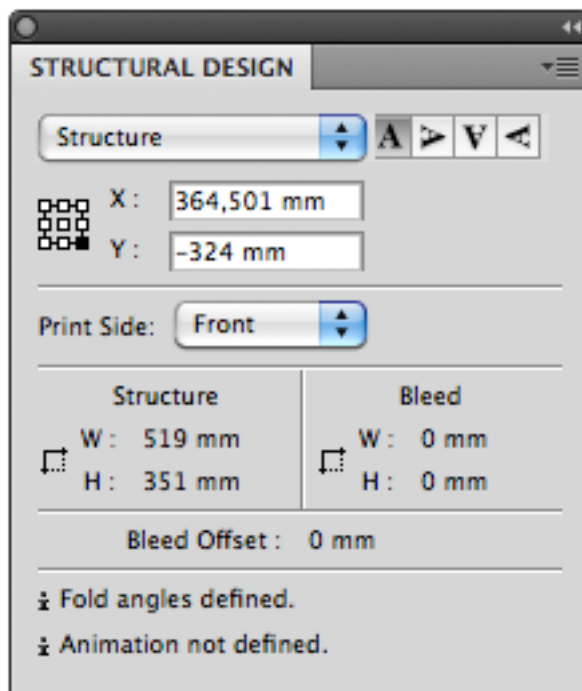 STRUCTURAL DESIGN
Structure A A A A
X : 364,501 mm
Y : -324 mm
Print Side: Front
Structure Bleed
W : 519 mm W : 0 mm
H : 351 mm H : 0 mm
Bleed Offset : 0 mm
Fold angles defined.
Animation not defined.